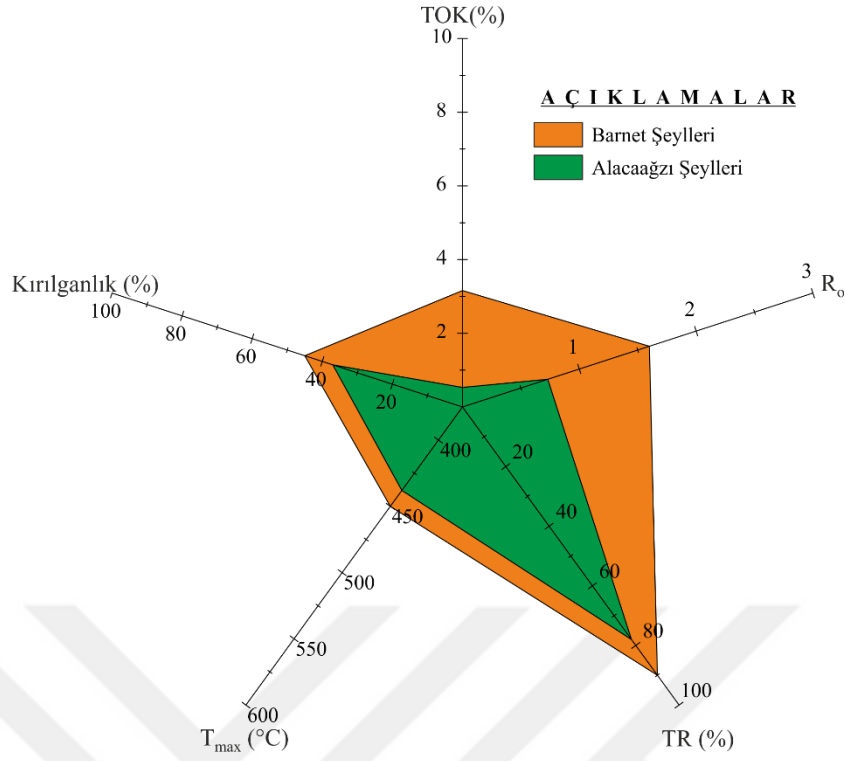 TOK(%)
10
8
6
4
2
A Ç I K L A M A L A R
Barnet Şeylleri
Alacaağzı Şeylleri
Kırılganlık (%)
100
80
60
40
20
3
R₀
2
1
400
450
500
550
600
Tmax (°C)
20
40
60
80
100
TR (%)